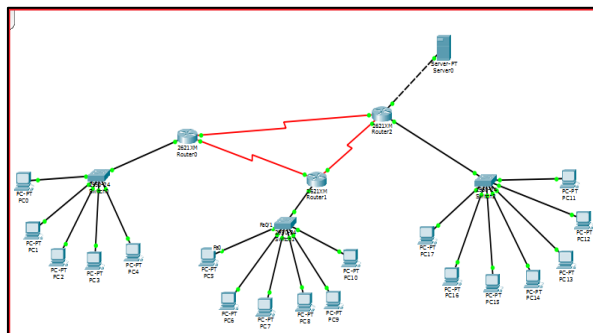 Server-PT
Server0
2621XM
Router2
2621XM
Router0
2621XM
Router1
PC-PT
PC0
PC-PT
PC1
PC-PT
PC2
PC-PT
PC3
PC-PT
PC4
Fa0/1
Fa0
PC-PT
PC5
PC-PT
PC6
PC-PT
PC7
PC-PT
PC8
PC-PT
PC9
PC-PT
PC10
PC-PT
PC11
PC-PT
PC12
PC-PT
PC13
PC-PT
PC14
PC-PT
PC15
PC-PT
PC16
PC-PT
PC17